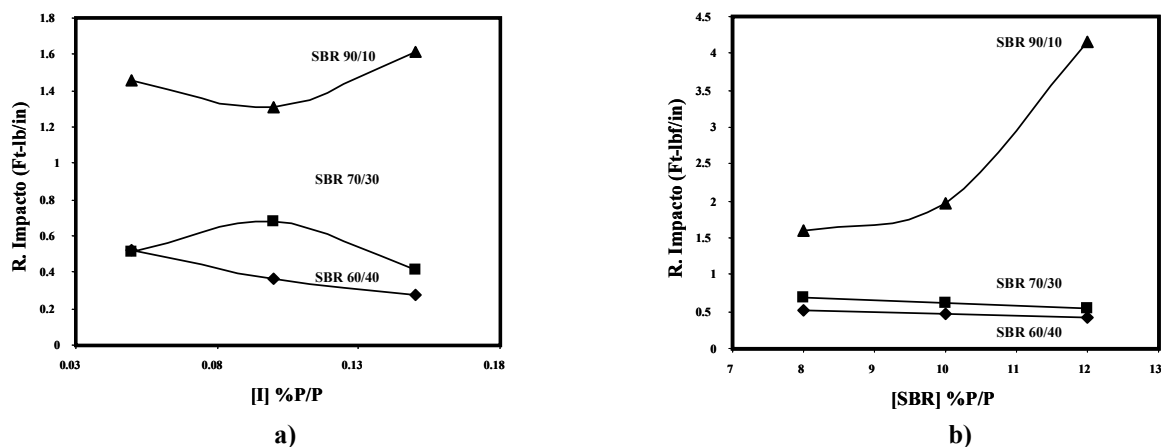 1.8
1.6
1.4
1.2
1
0.8
0.6
0.4
0.2
0
R. Impacto (Ft-lb/in)
SBR 90/10
SBR 70/30
SBR 60/40
0.03 0.08 0.13 0.18
[I] %P/P
a)
4.5
4
3.5
3
2.5
2
1.5
1
0.5
0
R. Impacto (Ft-lbf/in)
SBR 90/10
SBR 70/30
SBR 60/40
7 8 9 10 11 12 13
[SBR] %P/P
b)